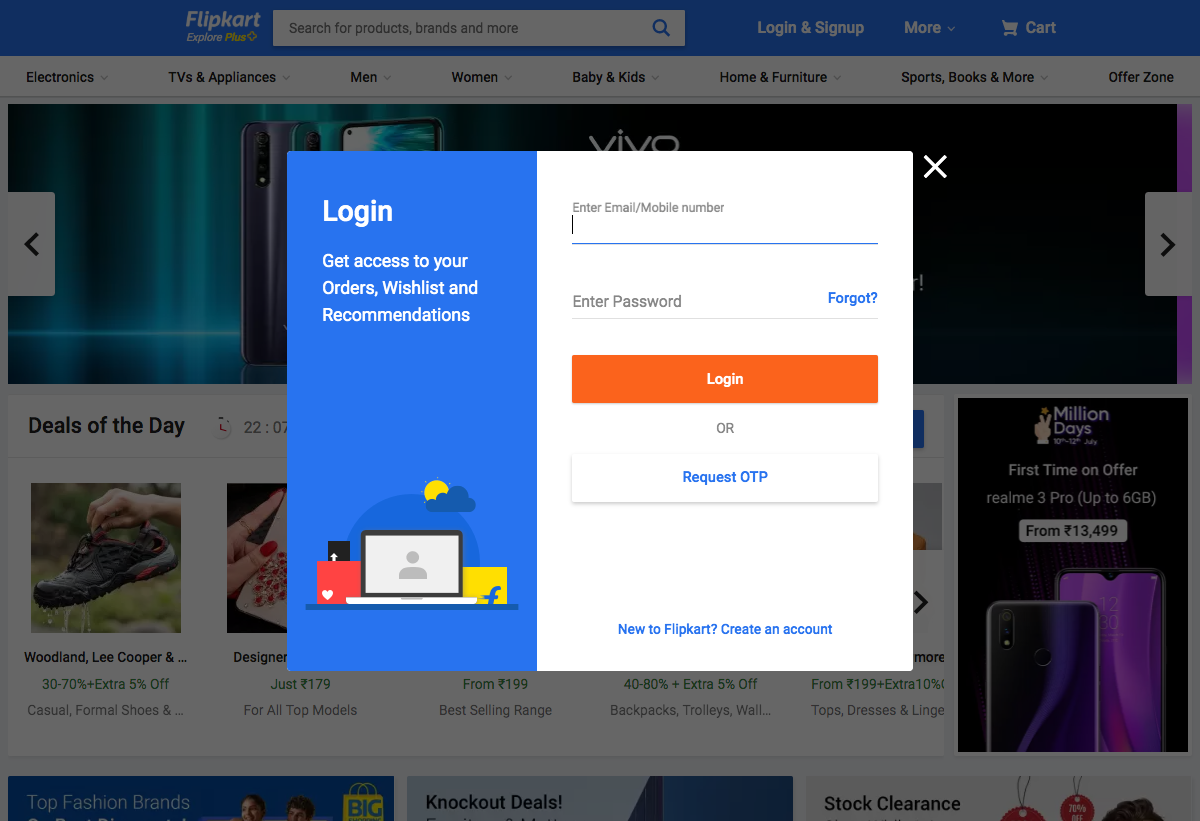 Flipkart
Explore Plus
Search for products, brands and more
Login & Signup
More
Cart
Electronics
TVs & Appliances
Men
Women
Baby & Kids
Home & Furniture
Sports, Books & More
Offer Zone
vivo
r!
Login
Get access to your
Orders, Wishlist and
Recommendations
Enter Email/Mobile number
Enter Password
Forgot?
Login
OR
Request OTP
New to Flipkart? Create an account
Deals of the Day
22 : 07
Million
Days
10th-12th July
First Time on Offer
realme 3 Pro (Up to 6GB)
From ₹13,499
Woodland, Lee Cooper & ...
30-70%+Extra 5% Off
Casual, Formal Shoes & ...
Designer
Just ₹179
For All Top Models
From ₹199
Best Selling Range
40-80% + Extra 5% Off
Backpacks, Trolleys, Wall...
more
From ₹199+Extra10%
Tops, Dresses & Linge
Top Fashion Brands
BIG
Knockout Deals!
Stock Clearance
70%
OFF